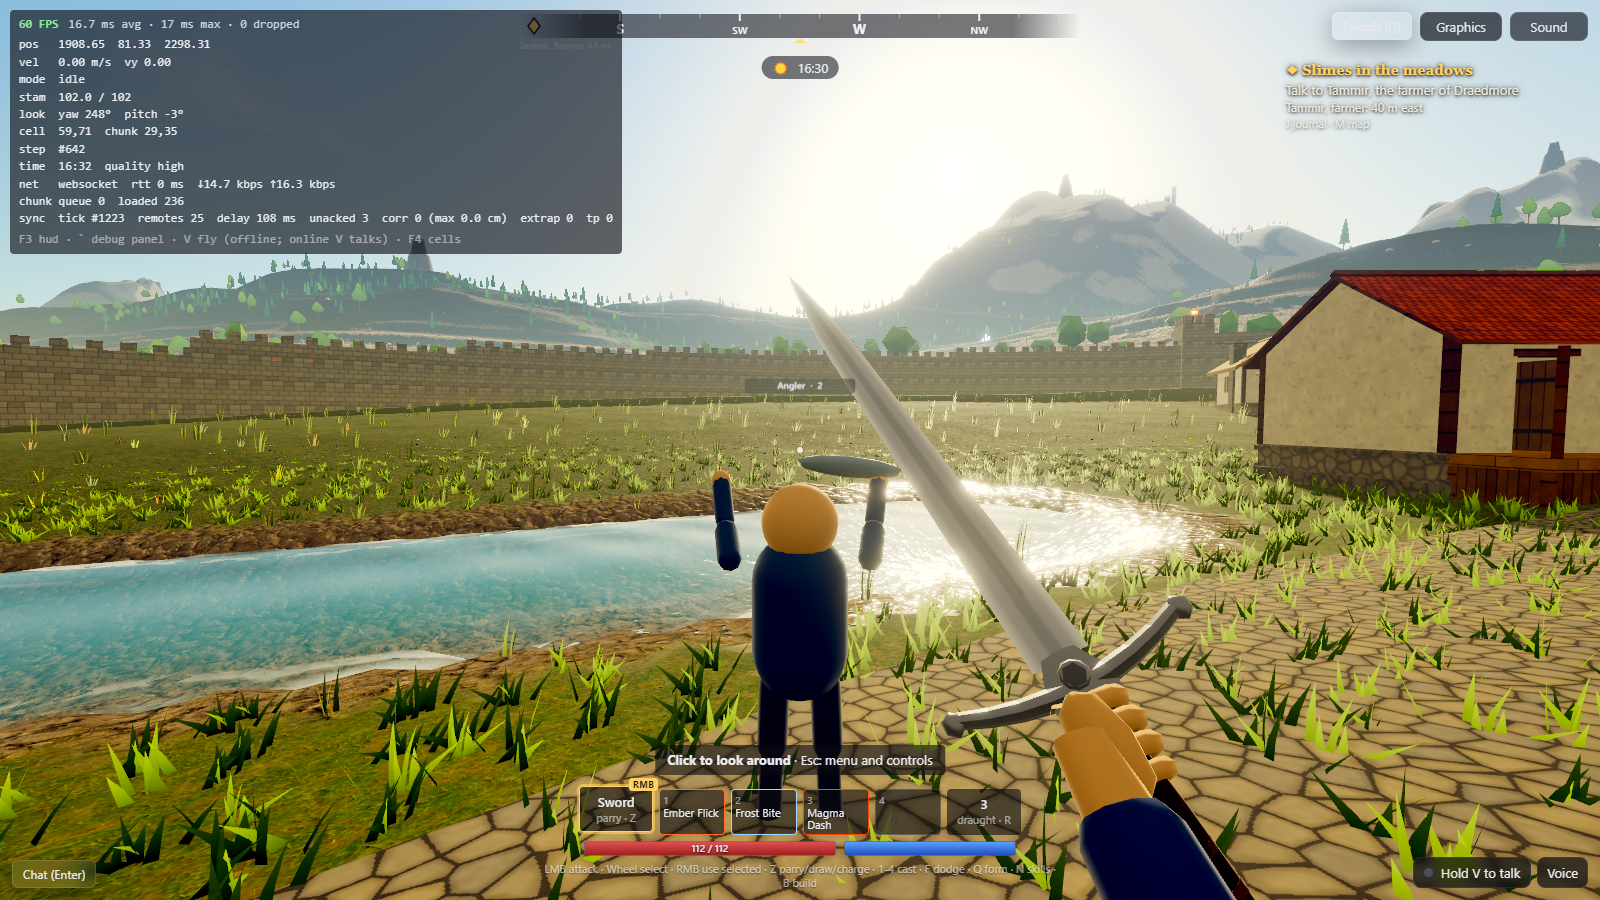 60 FPS 16.7 ms avg · 17 ms max · 0 dropped
pos 1908.65 81.33 2298.31
vel 0.00 m/s vy 0.00
mode idle
stam 102.0 / 102
look yaw 248° pitch -3°
cell 59,71 chunk 29,35
step #642
time 16:32 quality high
net websocket rtt 0 ms ↓14.7 kbps ↑16.3 kbps
chunk queue 0 loaded 236
sync tick #1223 remotes 25 delay 108 ms unacked 3 corr 0 (max 0.0 cm) extrap 0 tp 0
F3 hud · ` debug panel · V fly (offline; online V talks) · F4 cells
S SW W NW
Tammir, farmer 44 m
16:30
Friends (O)
Graphics
Sound
Slimes in the meadows
Talk to Tammir, the farmer of Draedmore
Tammir, farmer: 40 m east
J journal · M map
Angler · 2
Click to look around · Esc: menu and controls
RMB
Sword
parry · Z
1
Ember Flick
2
Frost Bite
3
Magma Dash
4
3
draught · R
112 / 112
LMB attack · Wheel select · RMB use selected · Z parry/draw/charge · 1-4 cast · F dodge · Q form · N skills ·
B build
Chat (Enter)
Hold V to talk
Voice